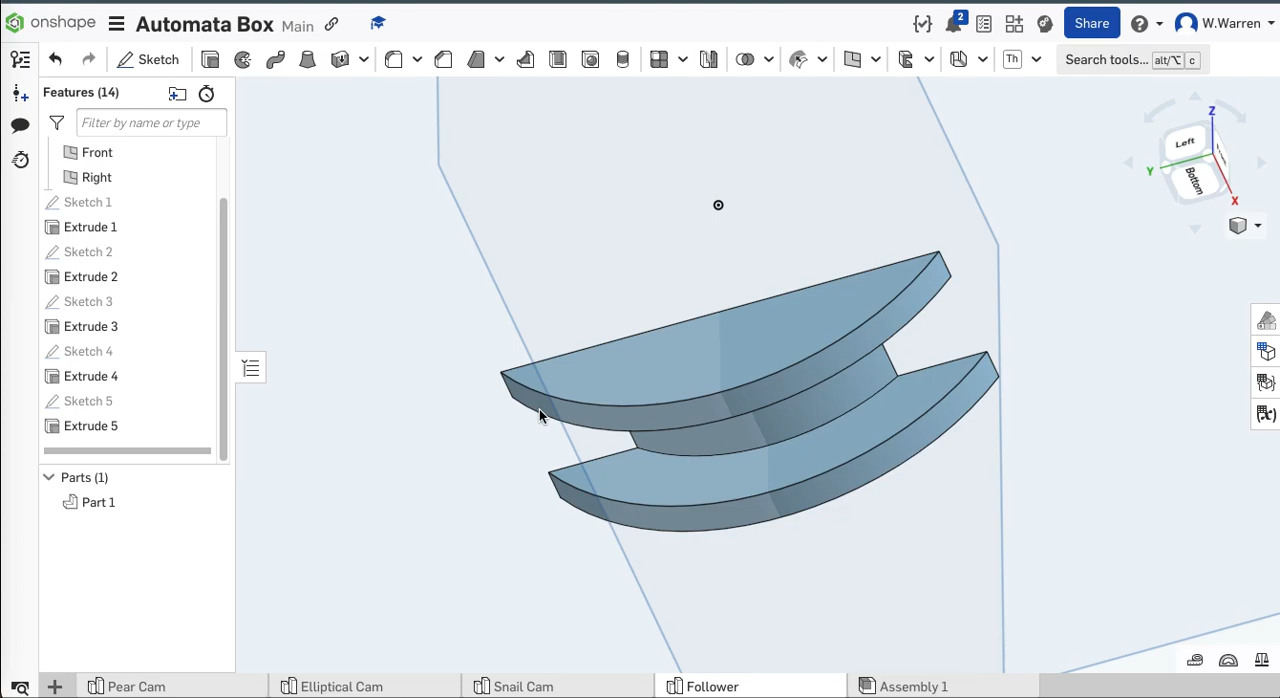 onshape Automata Box Main 2 Share W.Warren
Sketch Th Search tools... alt/⌥ c
Features (14)
Filter by name or type
Front
Right
Sketch 1
Extrude 1
Sketch 2
Extrude 2
Sketch 3
Extrude 3
Sketch 4
Extrude 4
Sketch 5
Extrude 5
Parts (1)
Part 1
Z
Left
Y
Bottom
X
Pear Cam Elliptical Cam Snail Cam Follower Assembly 1